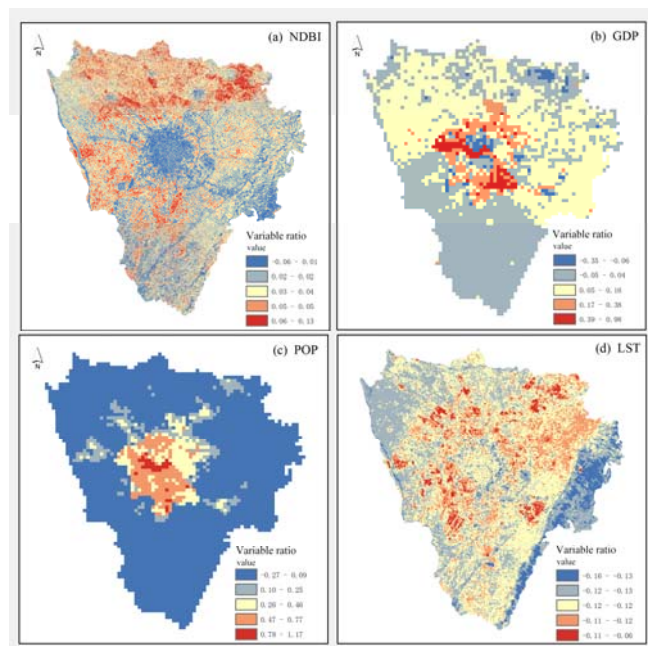 (a) NDBI
N
Variable ratio
value
-0.06 - 0.01
0.02 - 0.02
0.03 - 0.04
0.05 - 0.05
0.06 - 0.13
(b) GDP
N
Variable ratio
value
-0.35 - -0.06
-0.05 - 0.04
0.05 - 0.16
0.17 - 0.38
0.39 - 0.98
(c) POP
N
Variable ratio
value
-0.27 - 0.09
0.10 - 0.25
0.26 - 0.46
0.47 - 0.77
0.78 - 1.17
(d) LST
N
Variable ratio
value
-0.16 - -0.13
-0.12 - -0.13
-0.12 - -0.12
-0.11 - -0.12
-0.11 - -0.06